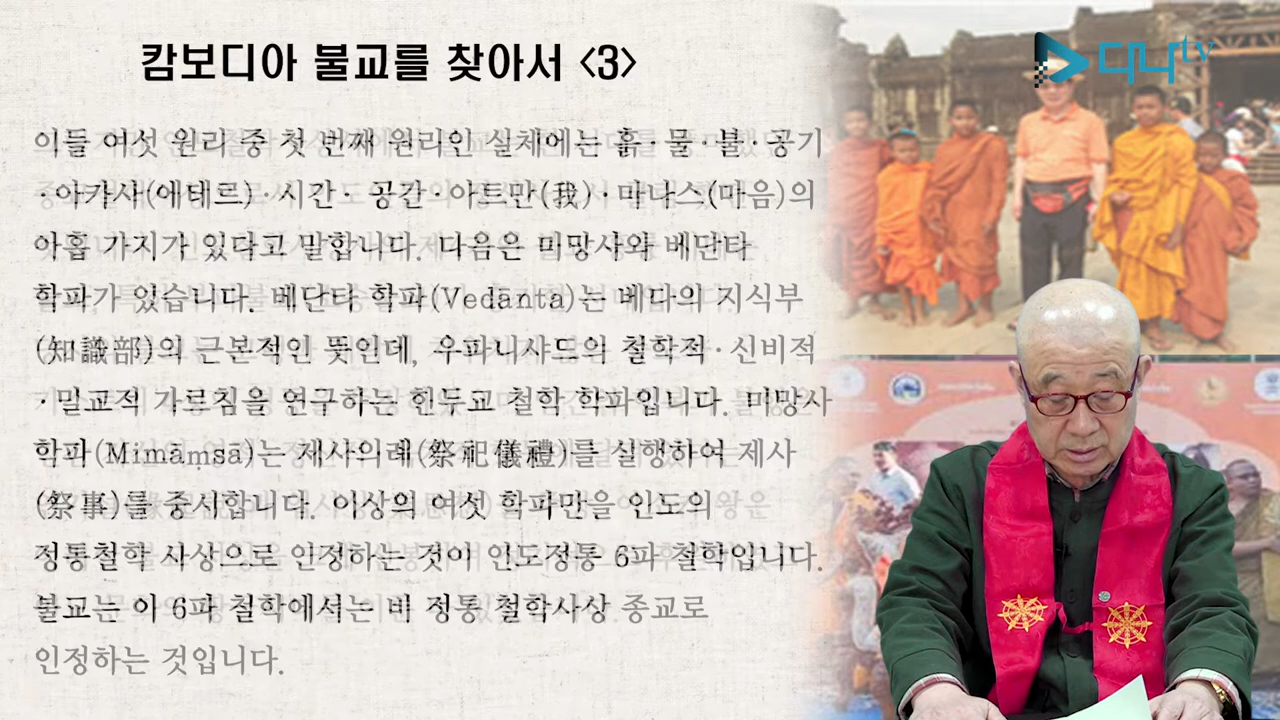 캄보디아 불교를 찾아서 <3>
디나tv
이들 여섯 원리 중 첫 번째 원리인 실체에는 흙·물·불·공기
·아카사(에테르)·시간· 공간·아트만(我)·마나스(마음)의
아홉 가지가 있다고 말합니다. 다음은 미망사와 베단타
학파가 있습니다. 베단타 학파(Vedānta)는 베다의 지식부
(知識部)의 근본적인 뜻인데, 우파니사드의 철학적·신비적
·밀교적 가르침을 연구하는 힌두교 철학 학파입니다. 미망사
학파(Mīmāṃsā)는 제사의례(祭祀儀禮)를 실행하여 제사
(祭事)를 중시합니다. 이상의 여섯 학파만을 인도의
정통철학 사상으로 인정하는 것이 인도정통 6파 철학입니다.
불교는 이 6파 철학에서는 비 정통 철학사상 종교로
인정하는 것입니다.